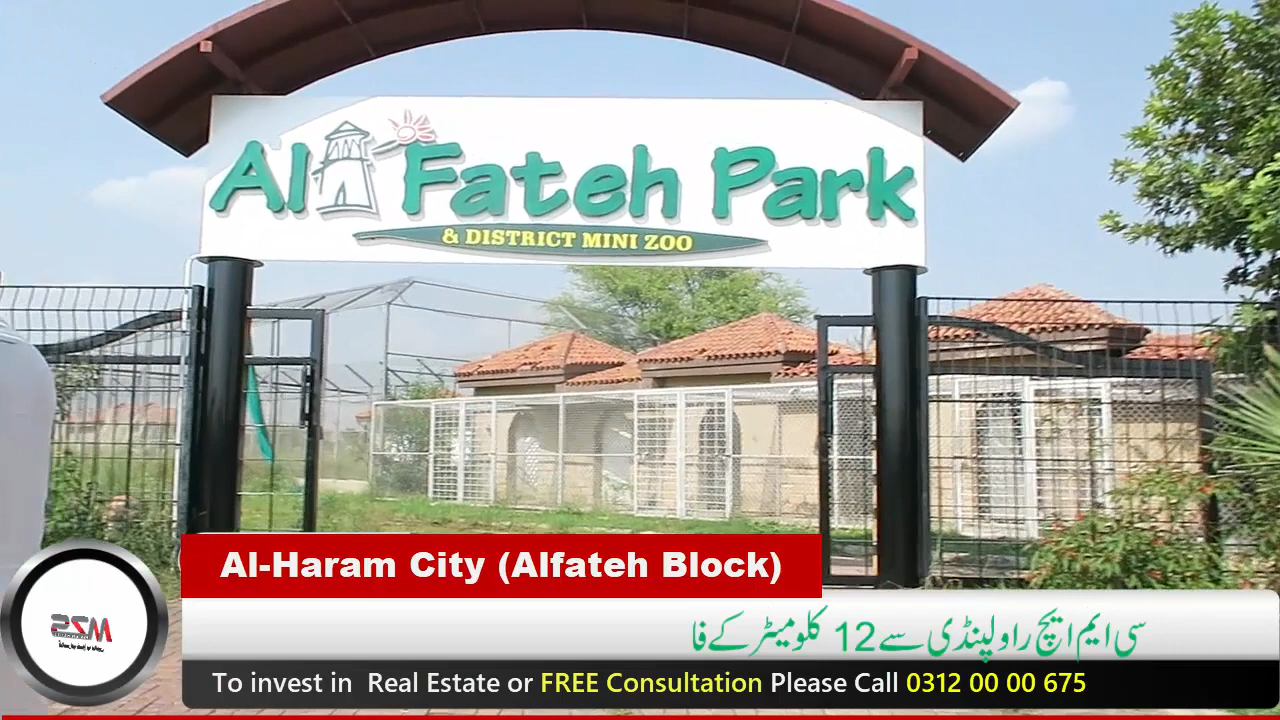 Al Fateh Park
& DISTRICT MINI ZOO
Al-Haram City (Alfateh Block)
سی ایم ایچ راولپنڈی سے 12 کلومیٹر کے فا
To invest in Real Estate or FREE Consultation Please Call 0312 00 00 675